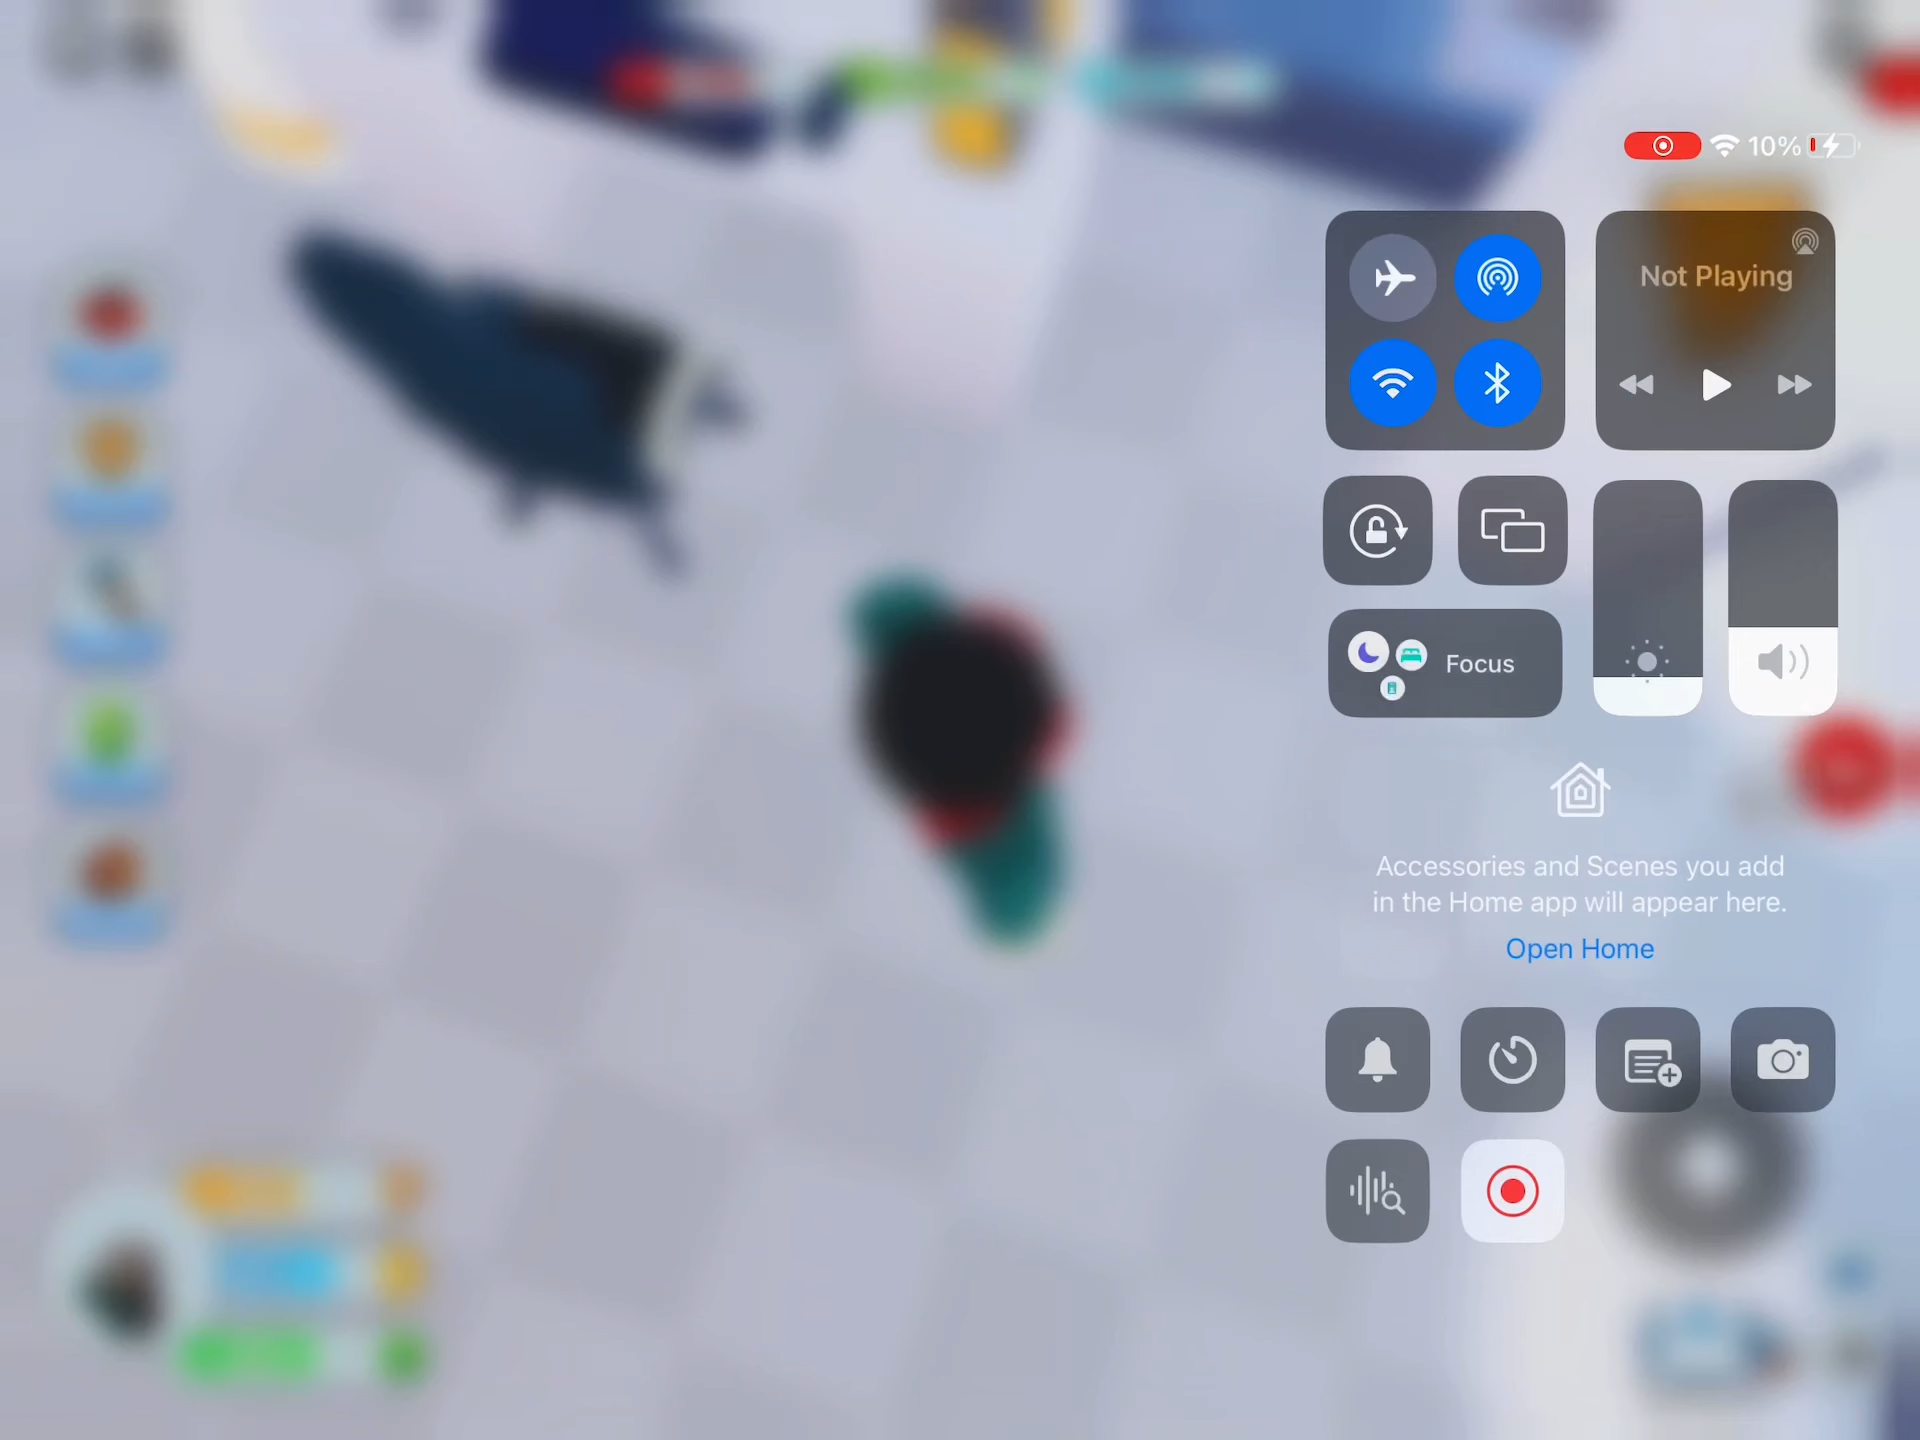 10%
Not Playing
Focus
Accessories and Scenes you add
in the Home app will appear here.
Open Home